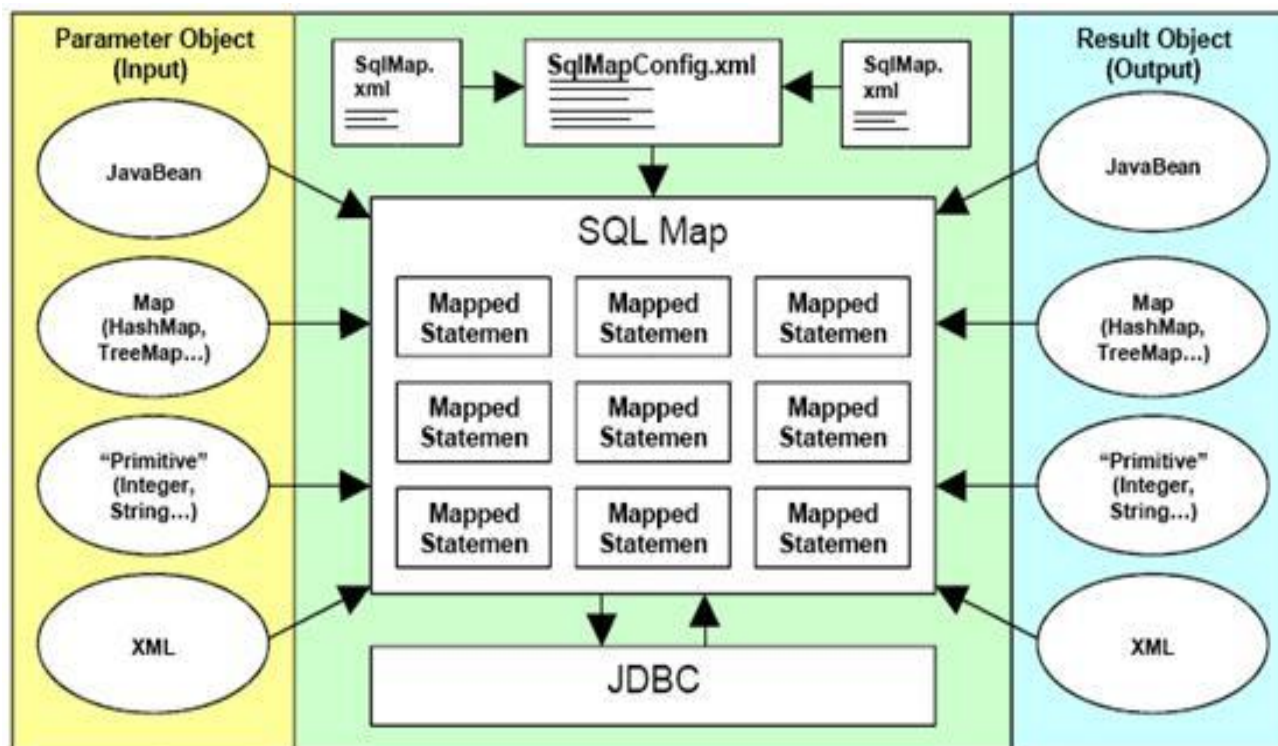 Parameter Object
(Input)
JavaBean
Map
(HashMap,
TreeMap...)
“Primitive”
(Integer,
String...)
XML
SqlMap.
xml
SqlMapConfig.xml
SqlMap.
xml
SQL Map
Mapped
Statemen
Mapped
Statemen
Mapped
Statemen
Mapped
Statemen
Mapped
Statemen
Mapped
Statemen
Mapped
Statemen
Mapped
Statemen
Mapped
Statemen
JDBC
Result Object
(Output)
JavaBean
Map
(HashMap,
TreeMap...)
“Primitive”
(Integer,
String...)
XML